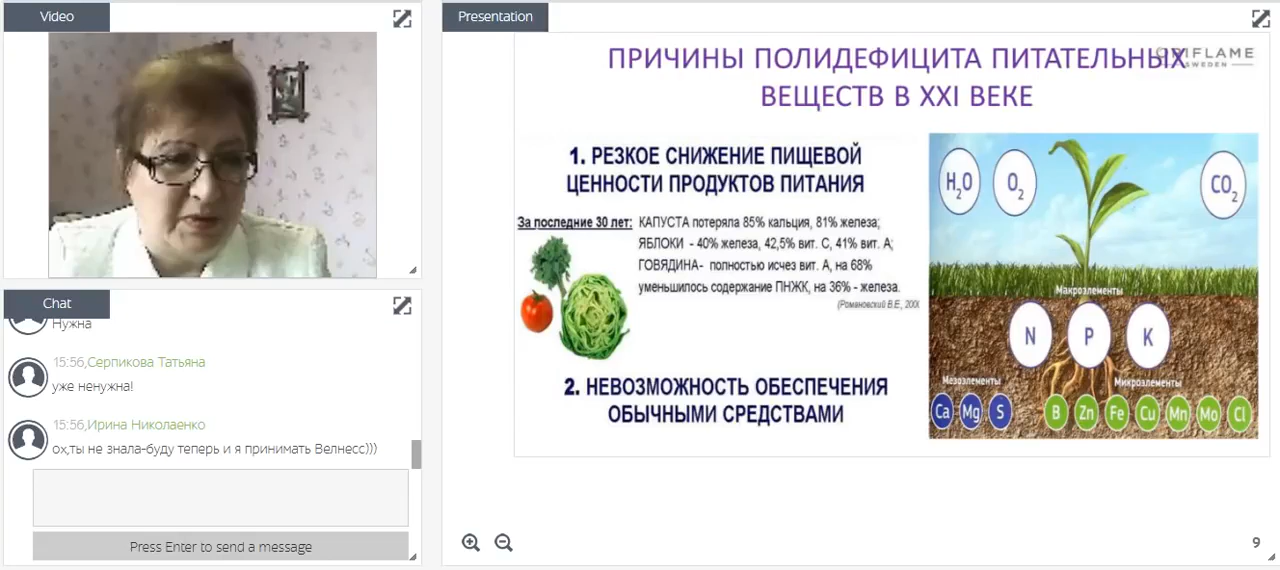 Video
Chat
Нужна
15:56,Серпикова Татьяна
уже ненужна!
15:56,Ирина Николаенко
ох,ты не знала-буду теперь и я принимать Велнесс)))
Press Enter to send a message
Presentation
ORIFLAME
SWEDEN
ПРИЧИНЫ ПОЛИДЕФИЦИТА ПИТАТЕЛЬНЫХ
ВЕЩЕСТВ В XXI ВЕКЕ
1. РЕЗКОЕ СНИЖЕНИЕ ПИЩЕВОЙ
ЦЕННОСТИ ПРОДУКТОВ ПИТАНИЯ
За последние 30 лет: КАПУСТА потеряла 85% кальция, 81% железа;
ЯБЛОКИ - 40% железа, 42,5% вит. С, 41% вит. А;
ГОВЯДИНА- полностью исчез вит. А, на 68%
уменьшилось содержание ПНЖК, на 36% - железа.
(Романовский В.Е,
2. НЕВОЗМОЖНОСТЬ ОБЕСПЕЧЕНИЯ
ОБЫЧНЫМИ СРЕДСТВАМИ
H2O O2 CO2
Макроэлементы
N P K
Мезоэлементы Микроэлементы
Ca Mg S B Zn Fe Cu Mn Mo Cl
9